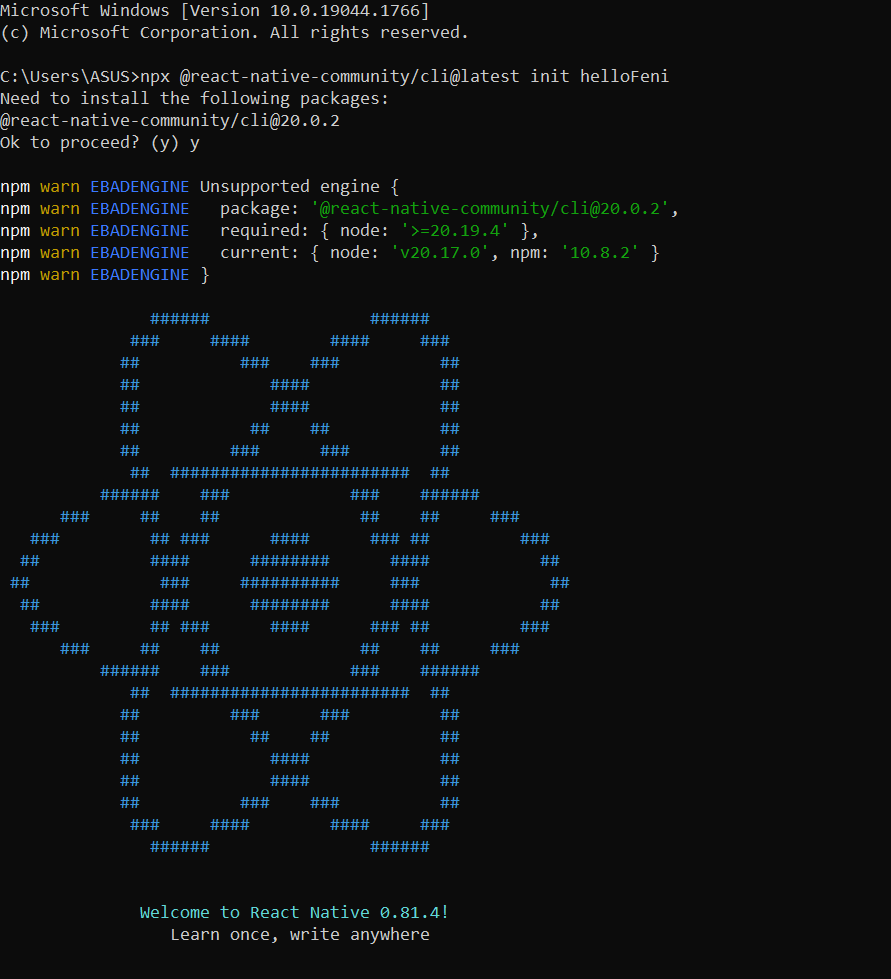 Microsoft Windows [Version 10.0.19044.1766]
(c) Microsoft Corporation. All rights reserved.
C:\Users\ASUS>npx @react-native-community/cli@latest init helloFeni
Need to install the following packages:
@react-native-community/cli@20.0.2
Ok to proceed? (y) y
npm warn EBADENGINE Unsupported engine {
npm warn EBADENGINE   package: '@react-native-community/cli@20.0.2',
npm warn EBADENGINE   required: { node: '>=20.19.4' },
npm warn EBADENGINE   current: { node: 'v20.17.0', npm: '10.8.2' }
npm warn EBADENGINE }
Welcome to React Native 0.81.4!
Learn once, write anywhere